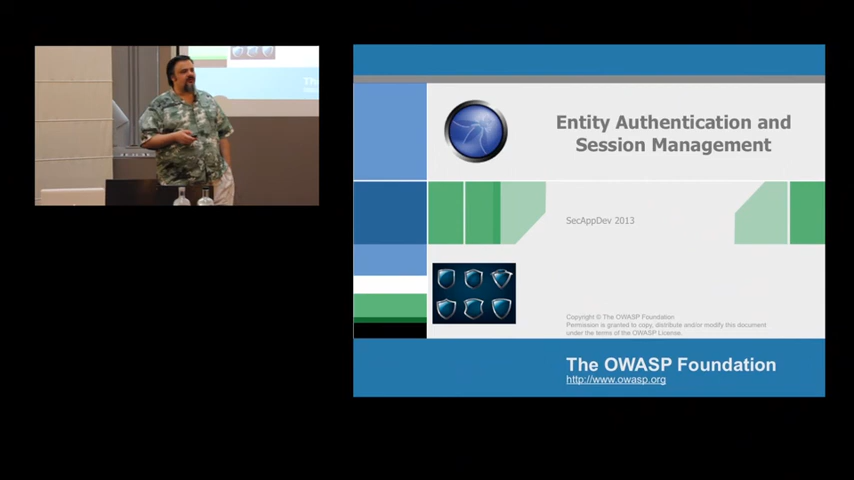 Entity Authentication and
Session Management
SecAppDev 2013
Copyright © The OWASP Foundation
Permission is granted to copy, distribute and/or modify this document
under the terms of the OWASP License.
The OWASP Foundation
http://www.owasp.org